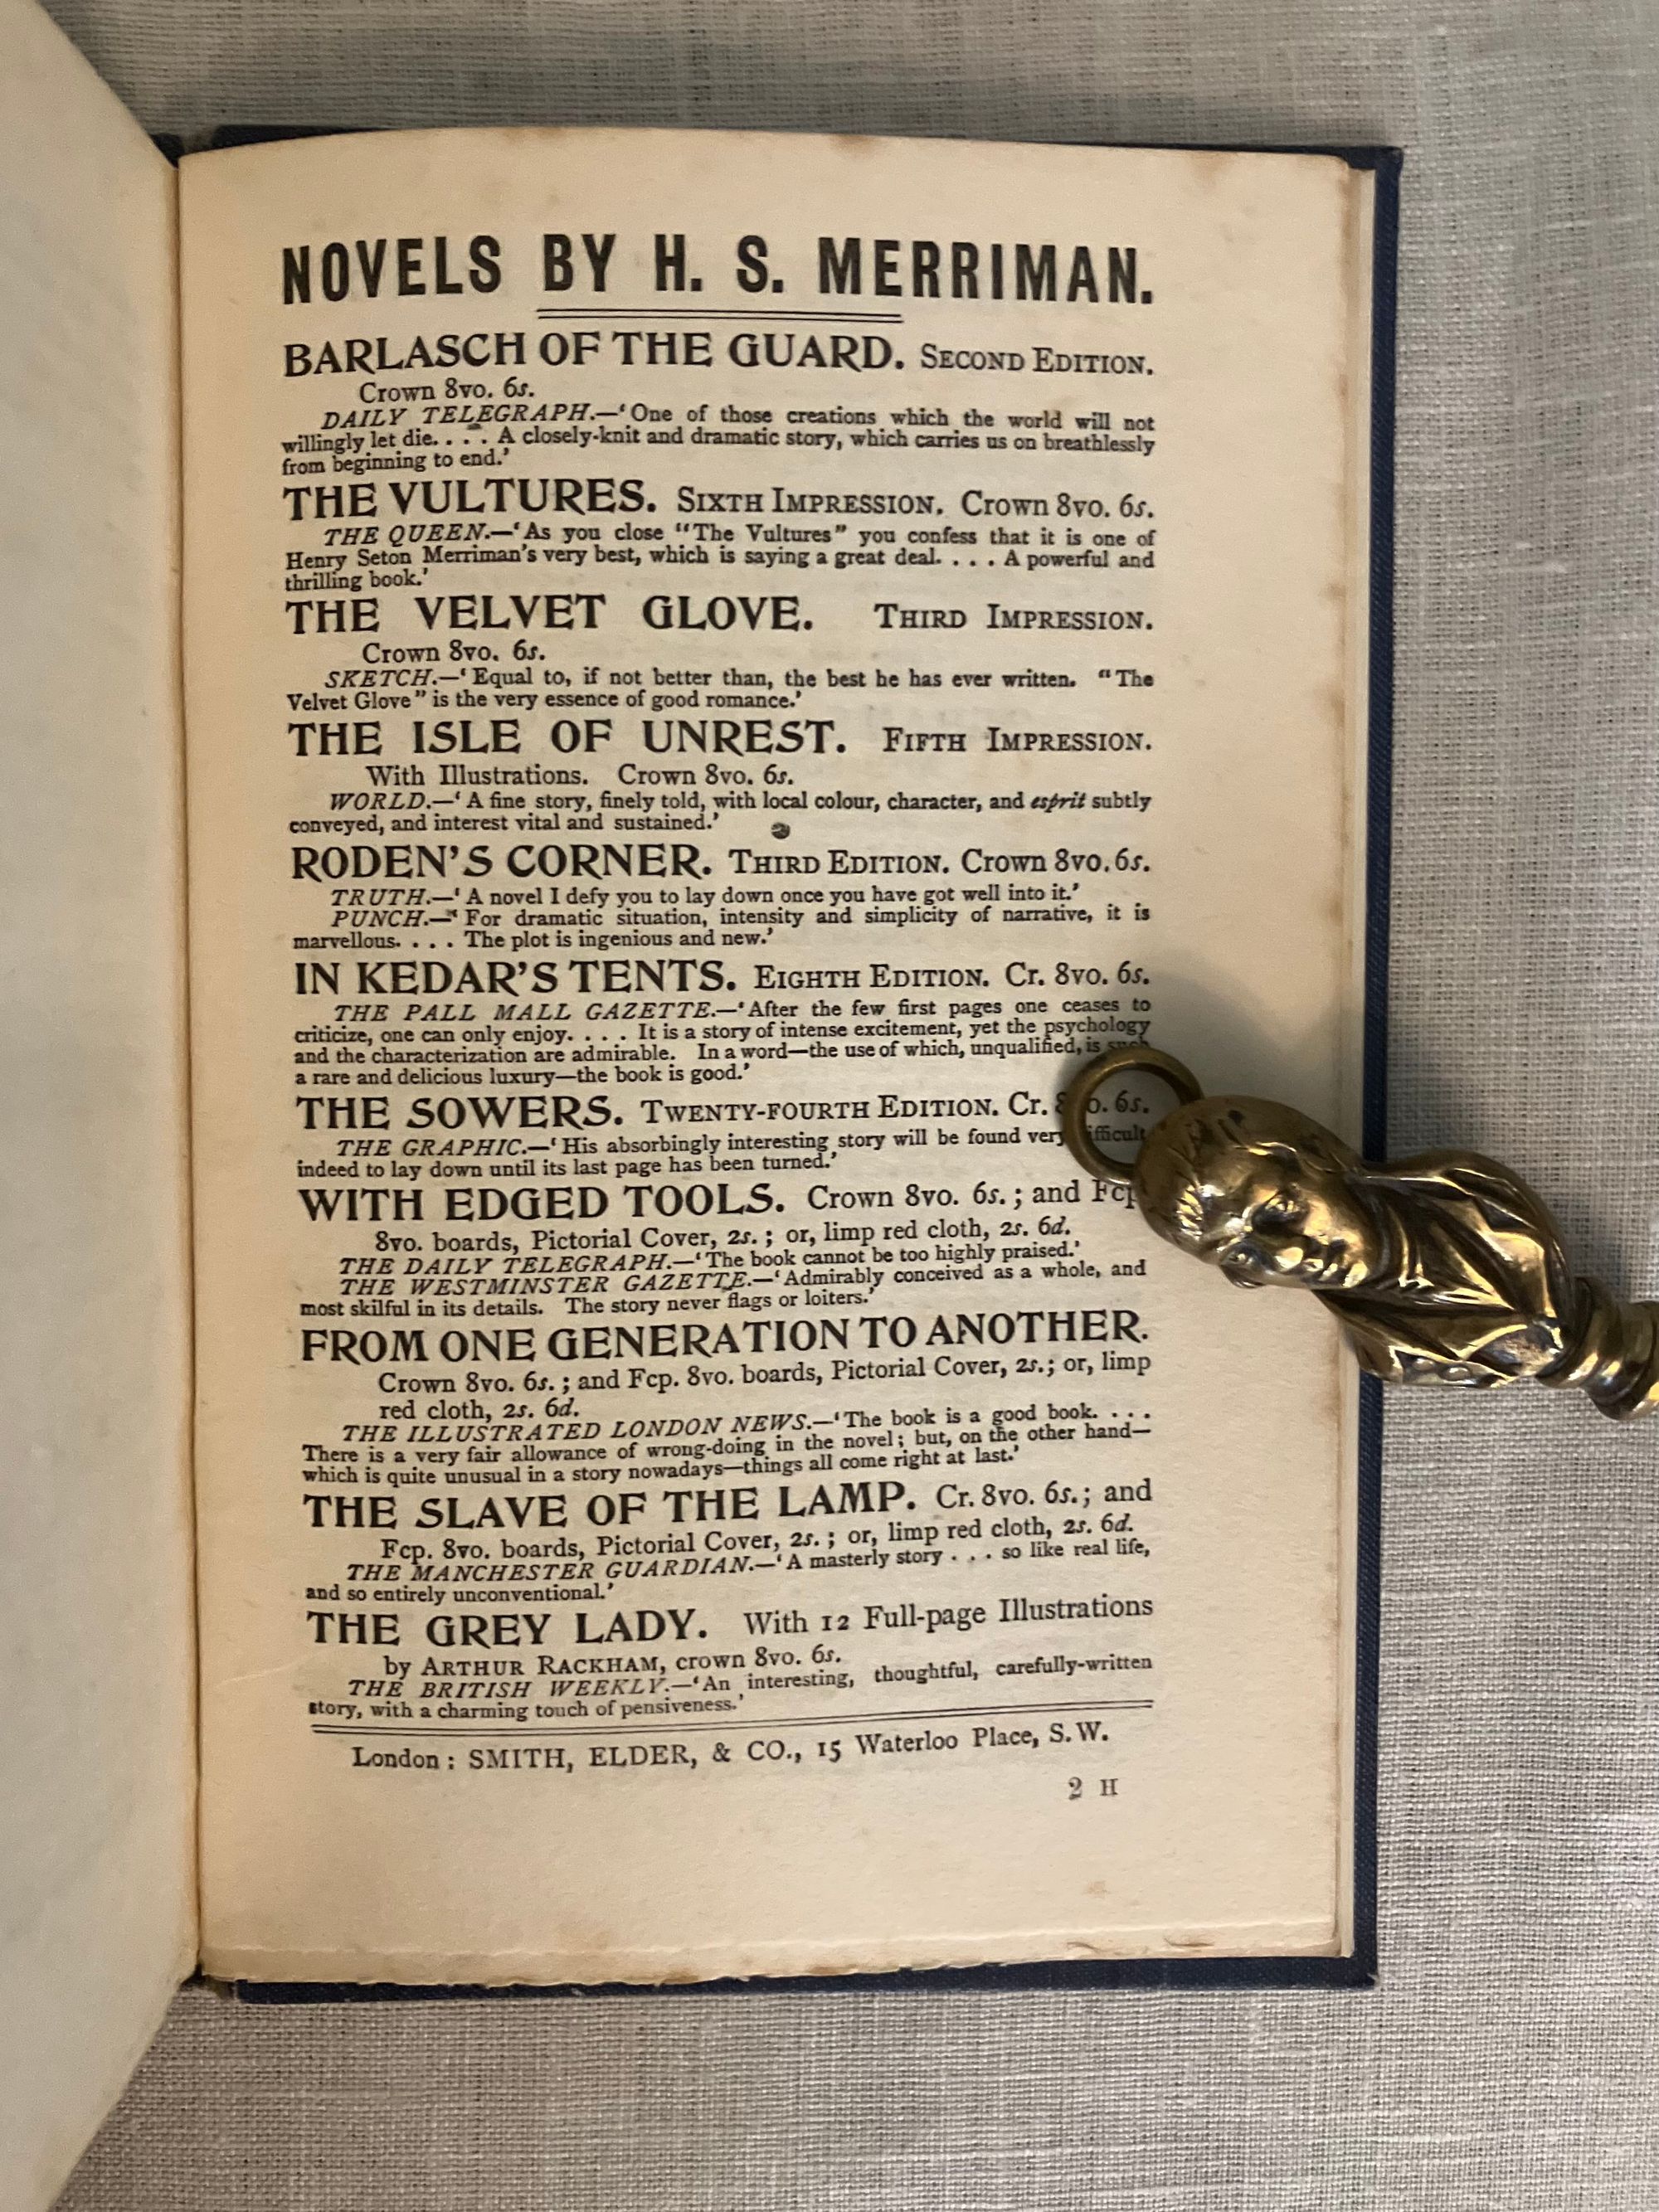 NOVELS BY H. S. MERRIMAN.
BARLASCH OF THE GUARD. SECOND EDITION.
Crown 8vo. 6s.
DAILY TELEGRAPH.—'One of those creations which the world will not
willingly let die. . . . A closely-knit and dramatic story, which carries us on breathlessly
from beginning to end.'
THE VULTURES. SIXTH IMPRESSION. Crown 8vo. 6s.
THE QUEEN.—'As you close "The Vultures" you confess that it is one of
Henry Seton Merriman's very best, which is saying a great deal. . . . A powerful and
thrilling book.'
THE VELVET GLOVE. THIRD IMPRESSION.
Crown 8vo. 6s.
SKETCH.—'Equal to, if not better than, the best he has ever written. "The
Velvet Glove" is the very essence of good romance.'
THE ISLE OF UNREST. FIFTH IMPRESSION.
With Illustrations. Crown 8vo. 6s.
WORLD.—'A fine story, finely told, with local colour, character, and esprit subtly
conveyed, and interest vital and sustained.'
RODEN'S CORNER. THIRD EDITION. Crown 8vo. 6s.
TRUTH.—'A novel I defy you to lay down once you have got well into it.'
PUNCH.—'For dramatic situation, intensity and simplicity of narrative, it is
marvellous. . . . The plot is ingenious and new.'
IN KEDAR'S TENTS. EIGHTH EDITION. Cr. 8vo. 6s.
THE PALL MALL GAZETTE.—'After the few first pages one ceases to
criticize, one can only enjoy. . . . It is a story of intense excitement, yet the psychology
and the characterization are admirable. In a word—the use of which, unqualified, is such
a rare and delicious luxury—the book is good.'
THE SOWERS. TWENTY-FOURTH EDITION. Cr. 8vo. 6s.
THE GRAPHIC.—'His absorbingly interesting story will be found very difficult
indeed to lay down until its last page has been turned.'
WITH EDGED TOOLS. Crown 8vo. 6s.; and Fcp
8vo. boards, Pictorial Cover, 2s.; or, limp red cloth, 2s. 6d.
THE DAILY TELEGRAPH.—'The book cannot be too highly praised.'
THE WESTMINSTER GAZETTE.—'Admirably conceived as a whole, and
most skilful in its details. The story never flags or loiters.'
FROM ONE GENERATION TO ANOTHER.
Crown 8vo. 6s.; and Fcp. 8vo. boards, Pictorial Cover, 2s.; or, limp
red cloth, 2s. 6d.
THE ILLUSTRATED LONDON NEWS.—'The book is a good book. . . .
There is a very fair allowance of wrong-doing in the novel; but, on the other hand—
which is quite unusual in a story nowadays—things all come right at last.'
THE SLAVE OF THE LAMP. Cr. 8vo. 6s.; and
Fcp. 8vo. boards, Pictorial Cover, 2s.; or, limp red cloth, 2s. 6d.
THE MANCHESTER GUARDIAN.—'A masterly story . . . so like real life,
and so entirely unconventional.'
THE GREY LADY. With 12 Full-page Illustrations
by ARTHUR RACKHAM, crown 8vo. 6s.
THE BRITISH WEEKLY.—'An interesting, thoughtful, carefully-written
story, with a charming touch of pensiveness.'
London: SMITH, ELDER, & CO., 15 Waterloo Place, S.W.
2 H